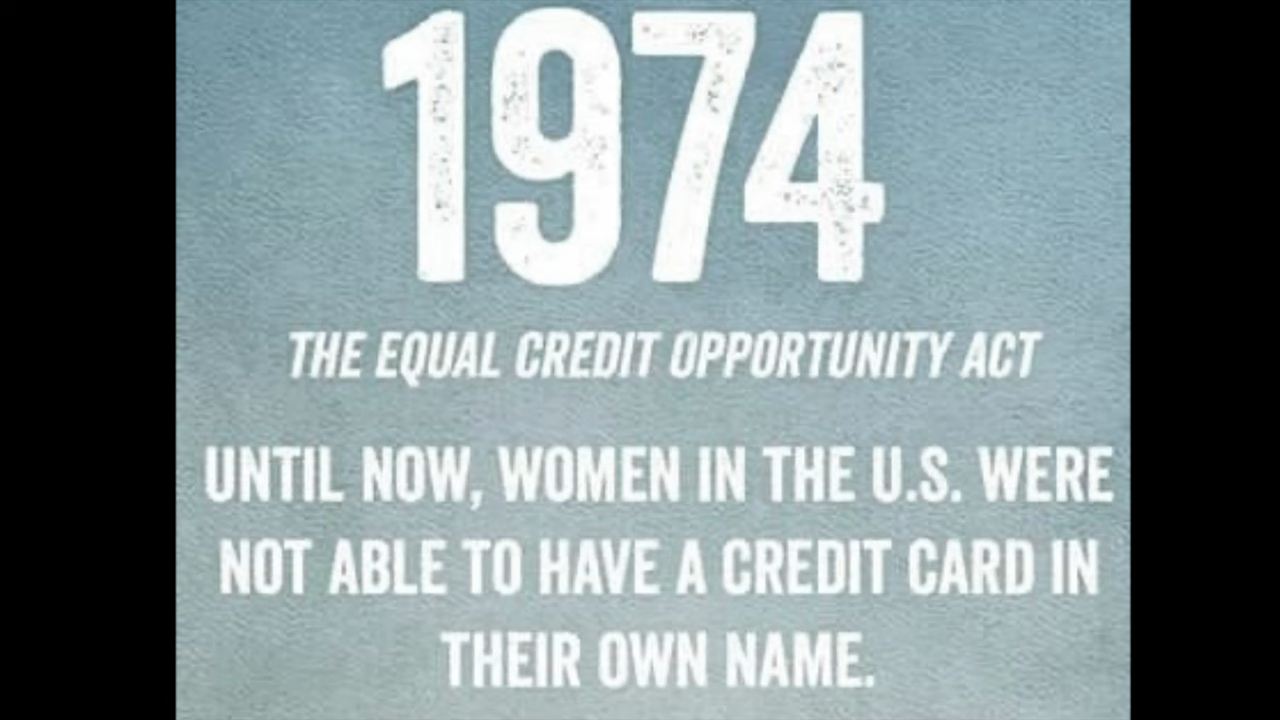 1974
THE EQUAL CREDIT OPPORTUNITY ACT
UNTIL NOW, WOMEN IN THE U.S. WERE
NOT ABLE TO HAVE A CREDIT CARD IN
THEIR OWN NAME.